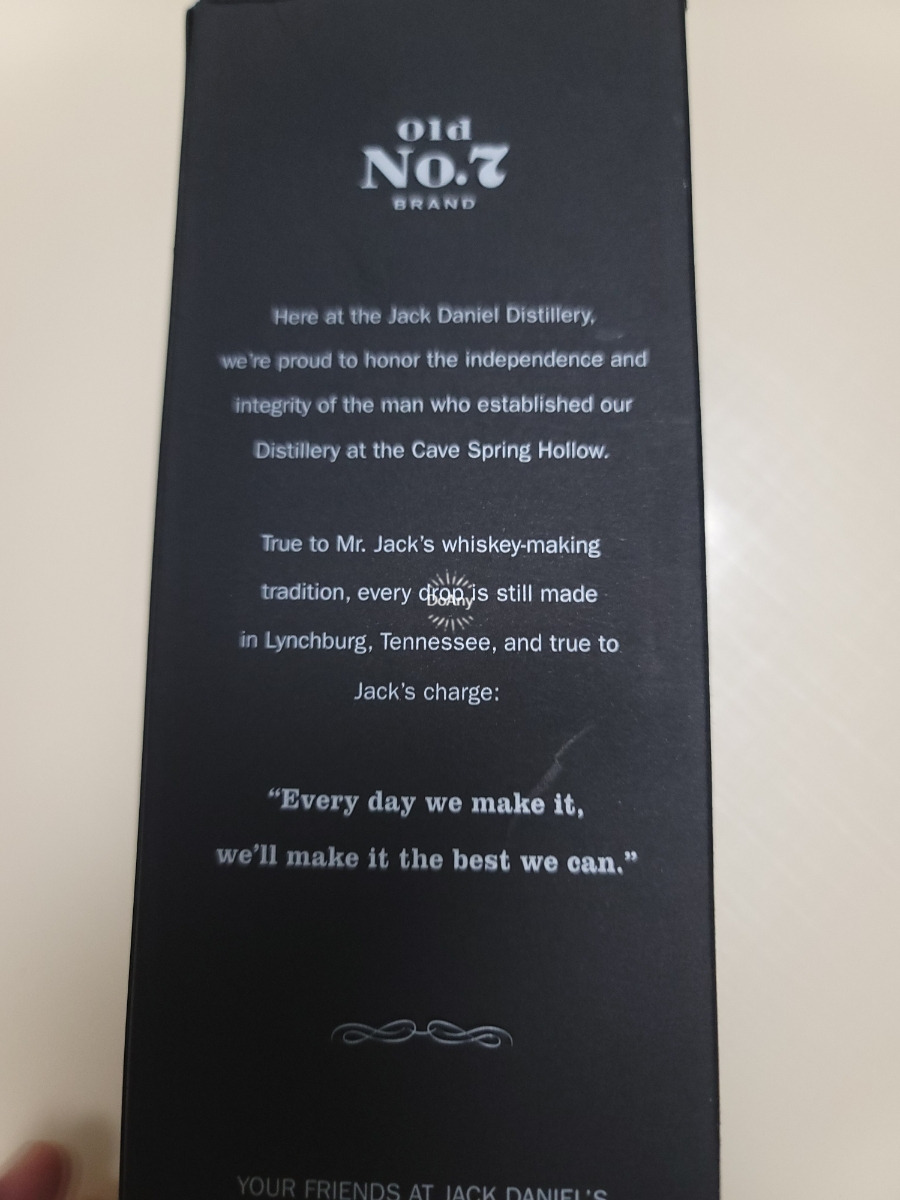 Old
No.7
BRAND
Here at the Jack Daniel Distillery,
we're proud to honor the independence and
integrity of the man who established our
Distillery at the Cave Spring Hollow.
True to Mr. Jack's whiskey-making
tradition, every drop is still made
DoAny
in Lynchburg, Tennessee, and true to
Jack's charge:
“Every day we make it,
we'll make it the best we can.”
YOUR FRIENDS AT JACK DANIEL'S